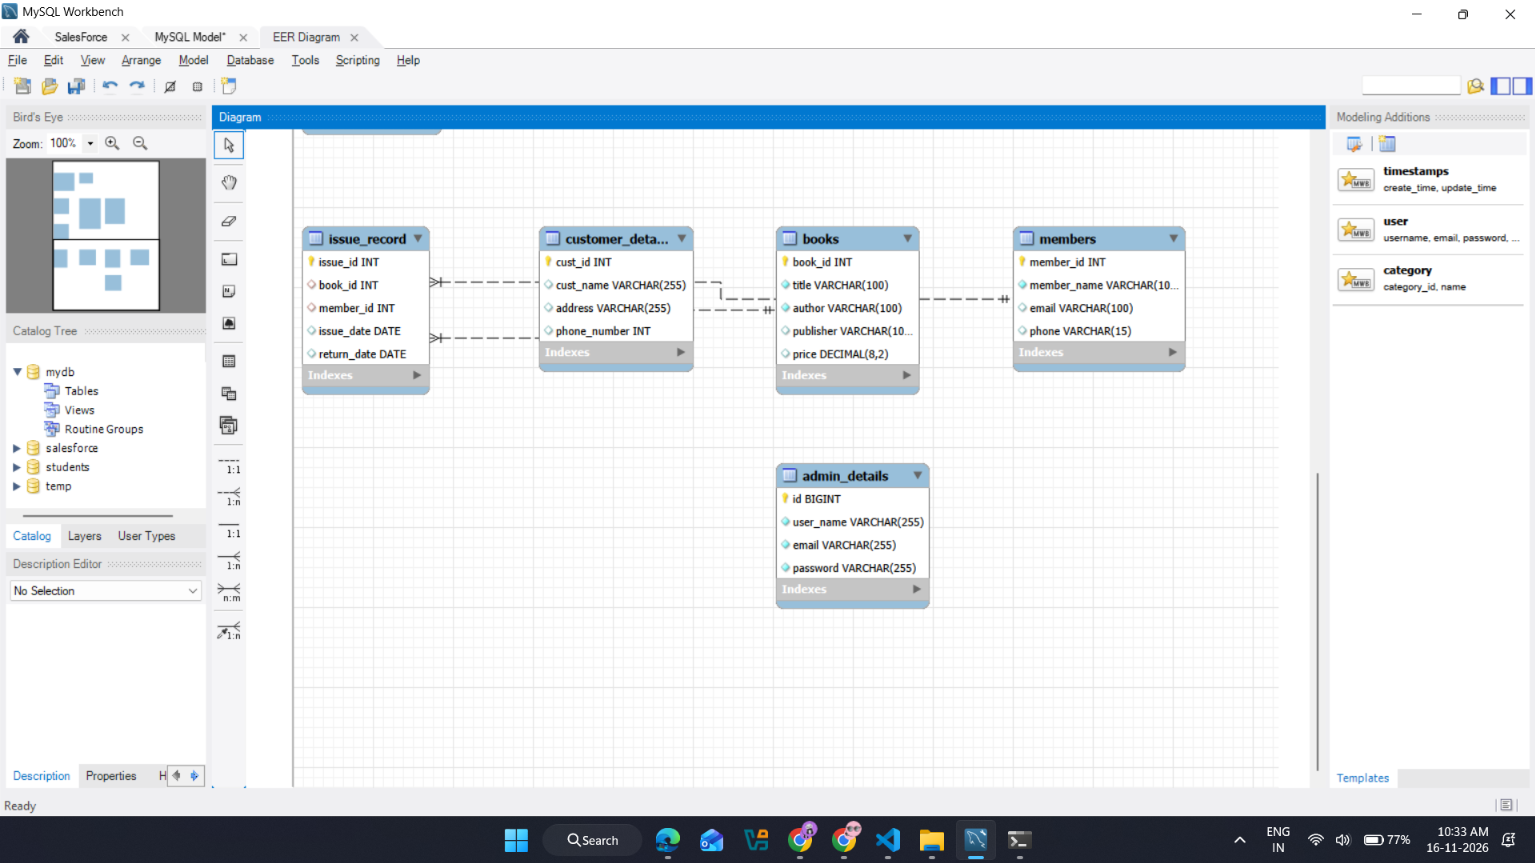 MySQL Workbench
SalesForce
MySQL Model*
EER Diagram
File Edit View Arrange Model Database Tools Scripting Help
Bird's Eye
Zoom: 100%
Catalog Tree
mydb
Tables
Views
Routine Groups
salesforce
students
temp
Catalog Layers User Types
Description Editor
No Selection
Description Properties H
Ready
Diagram
1:1
1:n
1:1
1:n
n:m
1:n
issue_record
issue_id INT
book_id INT
member_id INT
issue_date DATE
return_date DATE
Indexes
customer_deta...
cust_id INT
cust_name VARCHAR(255)
address VARCHAR(255)
phone_number INT
Indexes
books
book_id INT
title VARCHAR(100)
author VARCHAR(100)
publisher VARCHAR(10...
price DECIMAL(8,2)
Indexes
members
member_id INT
member_name VARCHAR(10...
email VARCHAR(100)
phone VARCHAR(15)
Indexes
admin_details
id BIGINT
user_name VARCHAR(255)
email VARCHAR(255)
password VARCHAR(255)
Indexes
Modeling Additions
MWB
timestamps
create_time, update_time
MWB
user
username, email, password, ...
MWB
category
category_id, name
Templates
Search
ENG
IN
77%
10:33 AM
16-11-2026